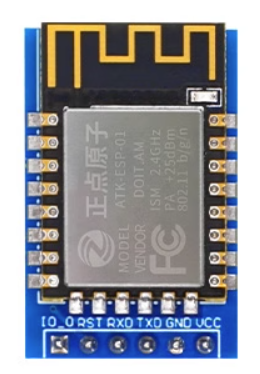 正点原子
ATK-ESP-01
MODEL
DOIT.AM
VENDOR
ISM 2.4GHz
PA +25dBm
802.11 b/g/n
FC
IO_0 RST RXD TXD GND VCC